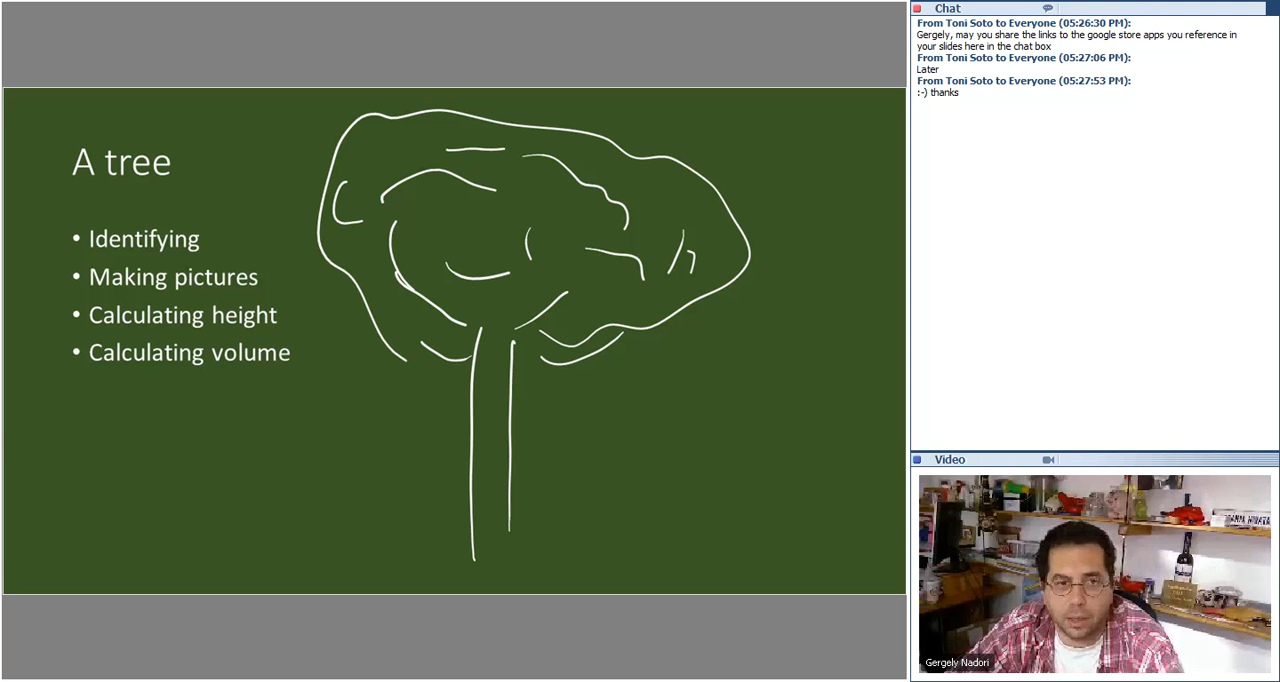 A tree
• Identifying
• Making pictures
• Calculating height
• Calculating volume
Chat
From Toni Soto to Everyone (05:26:30 PM):
Gergely, may you share the links to the google store apps you reference in
your slides here in the chat box
From Toni Soto to Everyone (05:27:06 PM):
Later
From Toni Soto to Everyone (05:27:53 PM):
:-) thanks
Video
Gergely Nadori